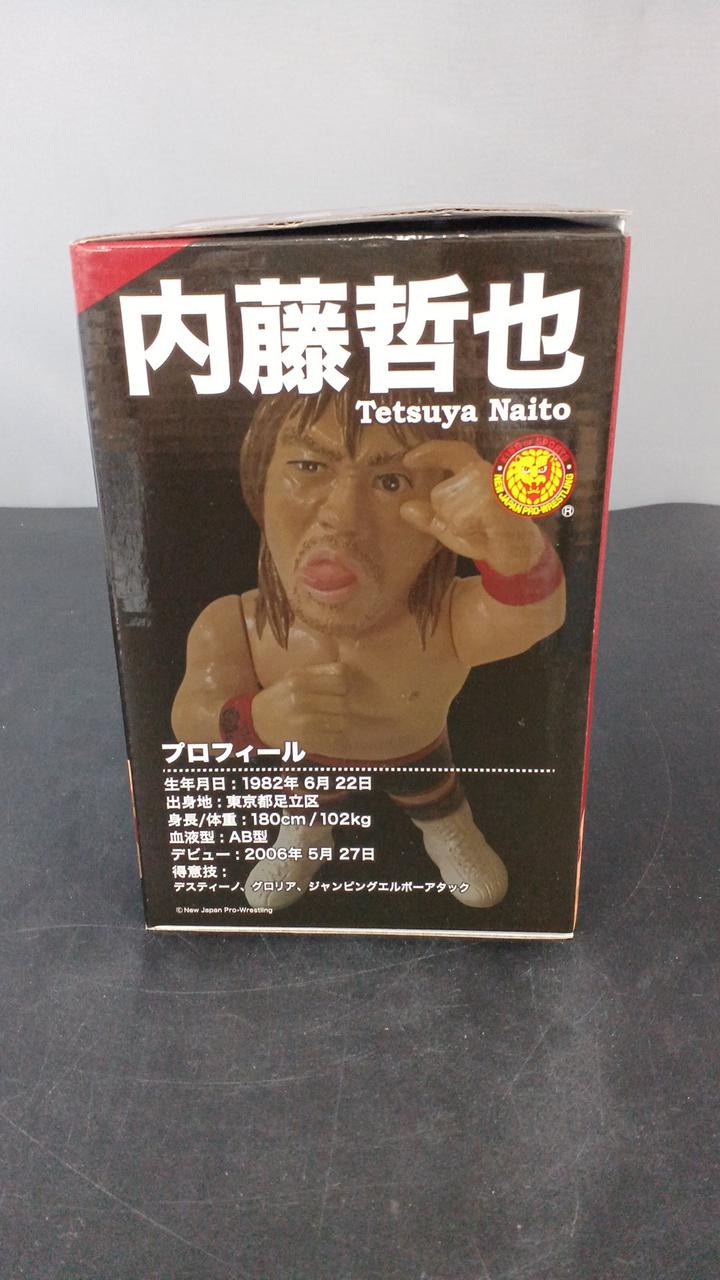 内藤哲也
Tetsuya Naito
KING OF SPORTS
NEW JAPAN PRO-WRESTLING
®
プロフィール
生年月日：1982年 6月 22日
出身地：東京都足立区
身長/体重：180cm / 102kg
血液型：AB型
デビュー：2006年 5月 27日
得意技：
デスティーノ、グロリア、ジャンピングエルボーアタック
©New Japan Pro-Wrestling